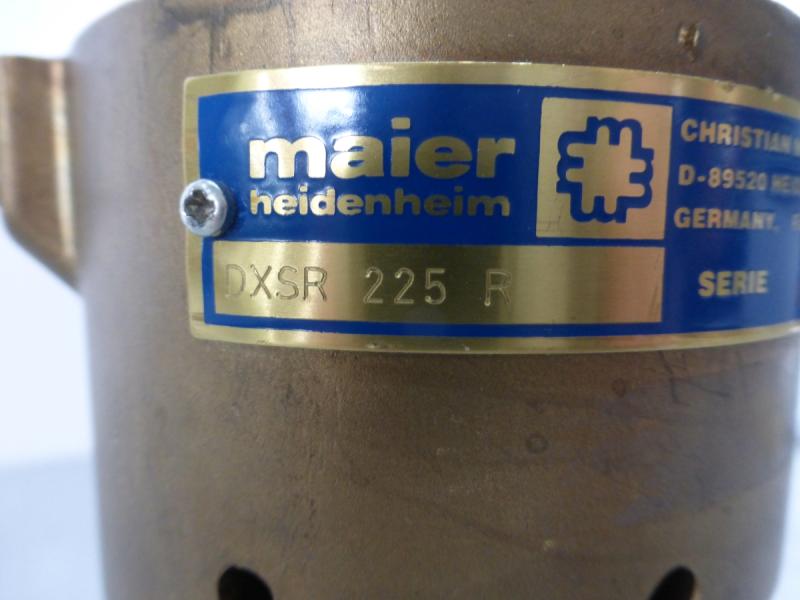 maier
heidenheim
DXSR 225 R
CHRISTIAN
D-89520
GERMANY,
SERIE